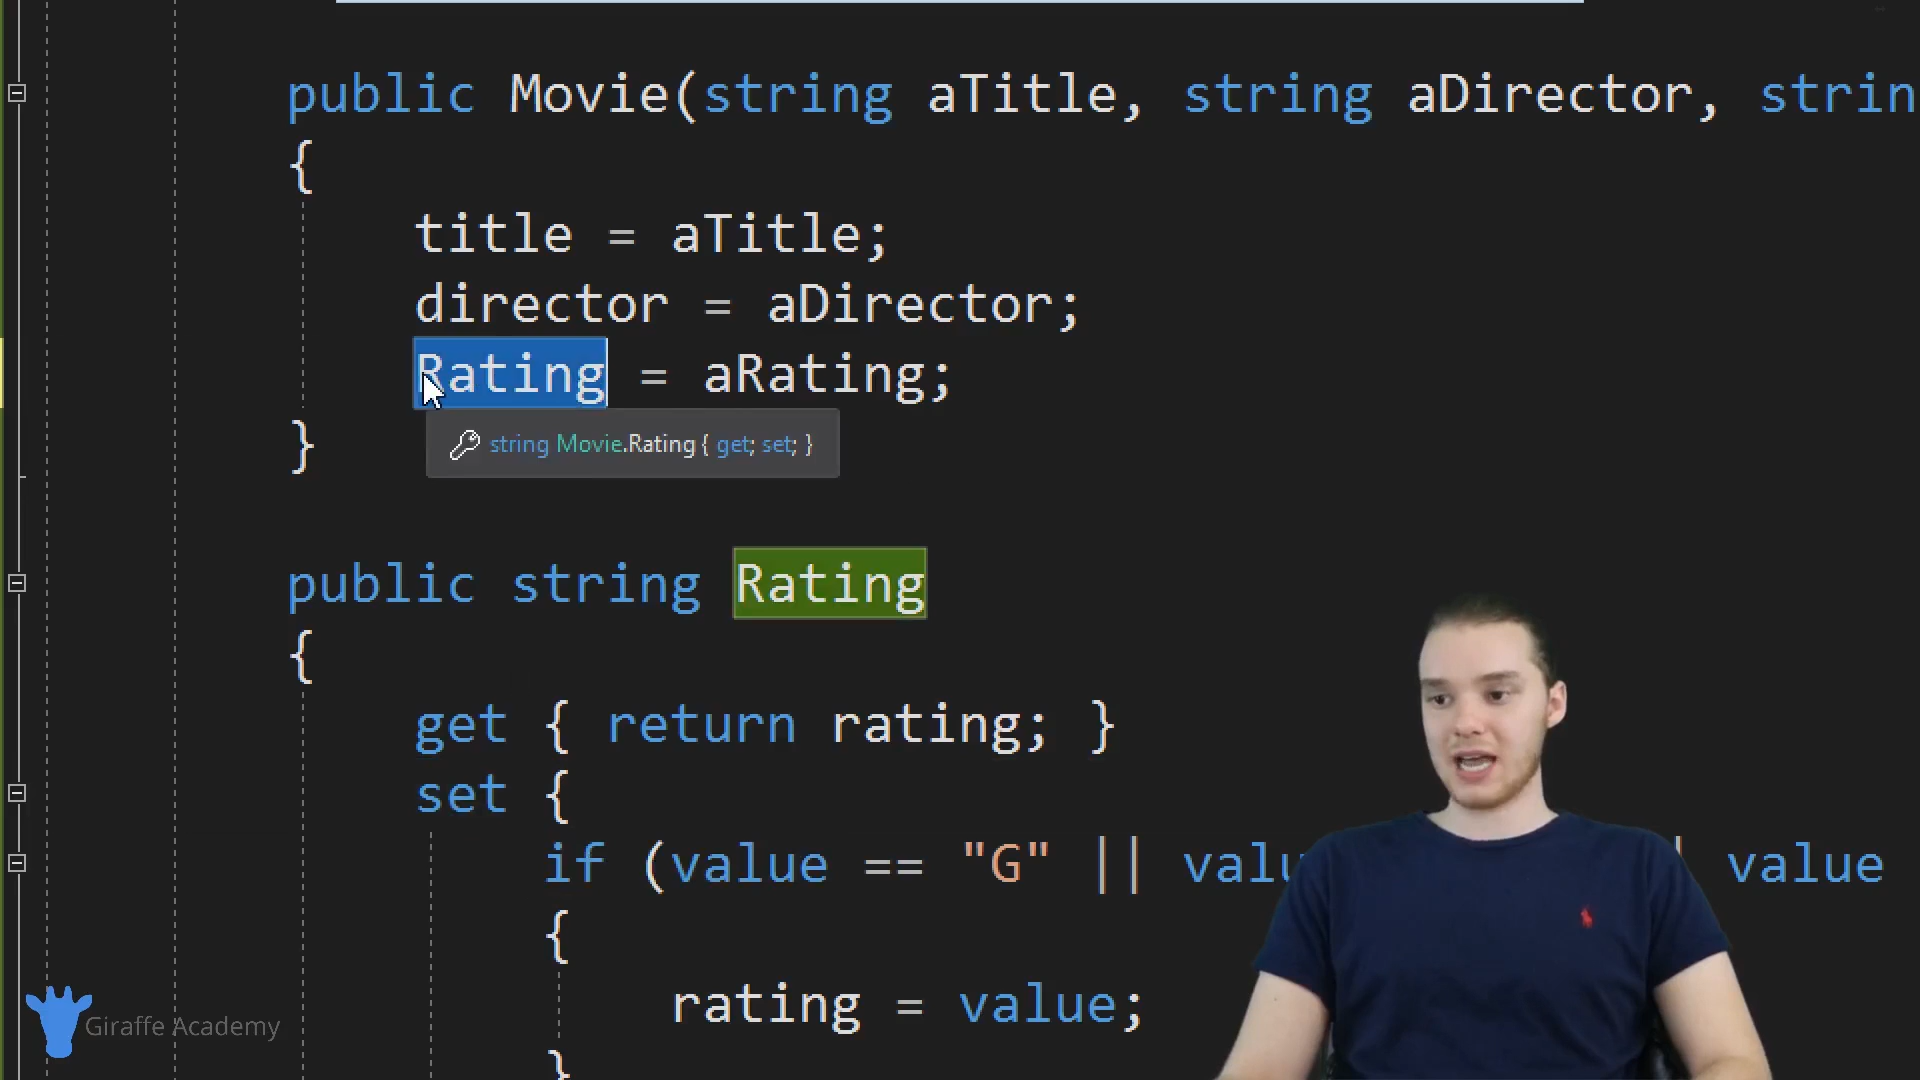 public Movie(string aTitle, string aDirector, strin
{
title = aTitle;
director = aDirector;
Rating = aRating;
string Movie.Rating { get; set; }
}
public string Rating
{
get { return rating; }
set {
if (value == "G" || valu | value
{
rating = value;
}
Giraffe Academy